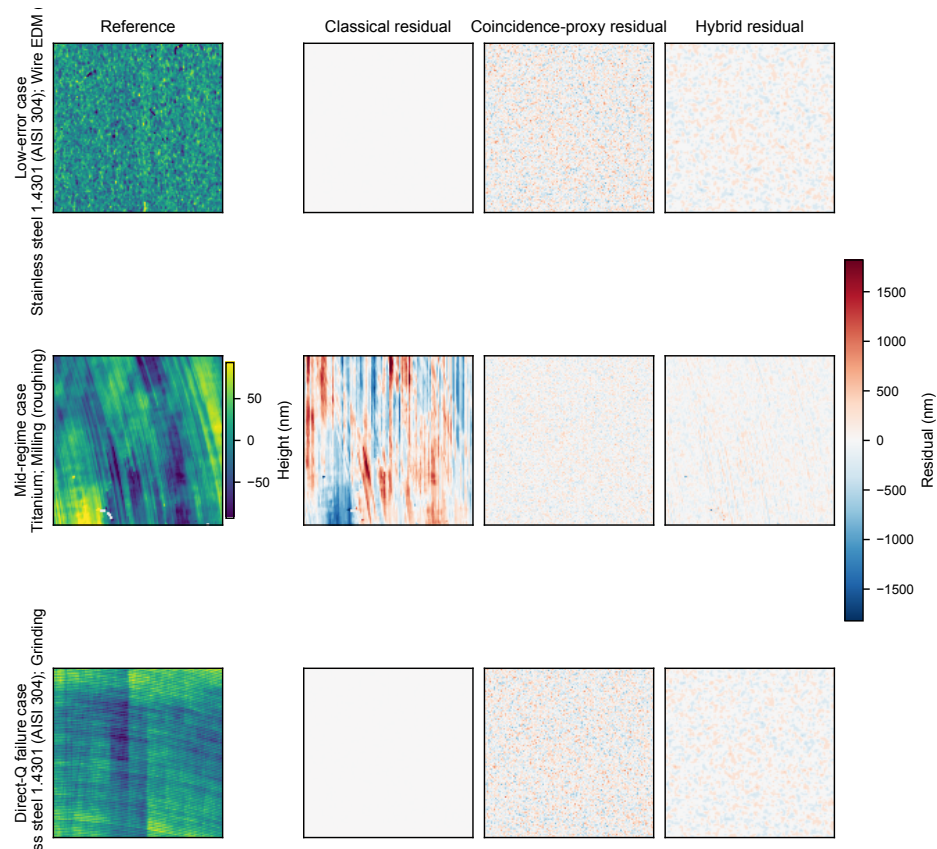 Reference
Classical residual
Coincidence-proxy residual
Hybrid residual
Low-error case
Stainless steel 1.4301 (AISI 304); Wire EDM (
Mid-regime case
Titanium; Milling (roughing)
50
0
−50
Height (nm)
1500
1000
500
0
−500
−1000
−1500
Residual (nm)
Direct-Q failure case
ss steel 1.4301 (AISI 304); Grinding